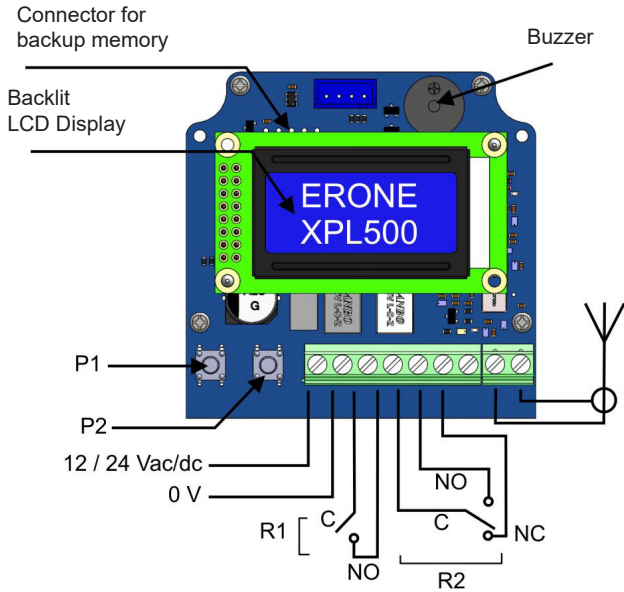 Connector for
backup memory
Buzzer
Backlit
LCD Display
ERONE
XPL500
G
P1
P2
12 / 24 Vac/dc
0 V
R1
C
NO
NO
C
NC
R2